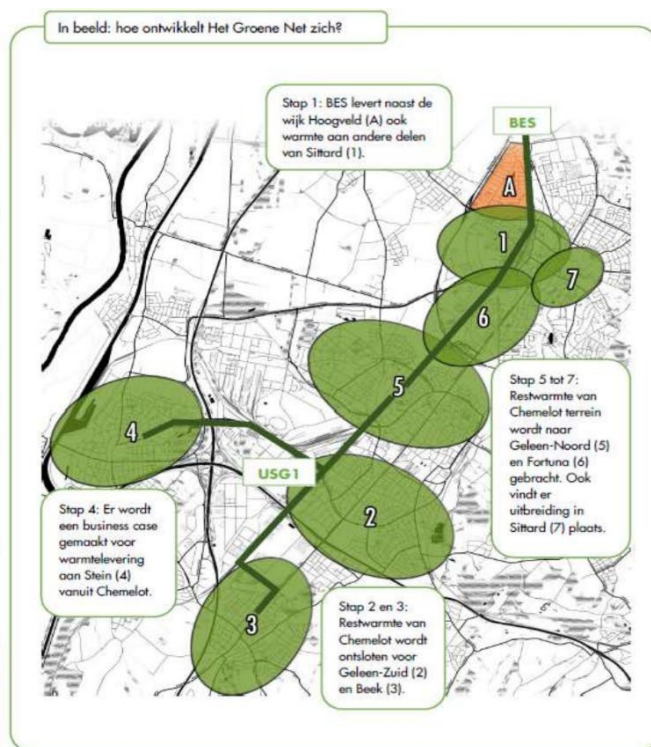 In beeld: hoe ontwikkelt Het Groene Net zich?
Stap 1: BES levert naast de
wijk Hoogveld (A) ook
warmte aan andere delen
van Sittard (1).
BES
A
1
7
6
5
4
USG1
2
3
Stap 5 tot 7:
Restwarmte van
Chemelot terrein
wordt naar
Geleen-Noord (5)
en Fortuna (6)
gebracht. Ook
vindt er
uitbreiding in
Sittard (7) plaats.
Stap 4: Er wordt
een business case
gemaakt voor
warmtelevering
aan Stein (4)
vanuit Chemelot.
Stap 2 en 3:
Restwarmte van
Chemelot wordt
ontsloten voor
Geleen-Zuid (2)
en Beek (3).